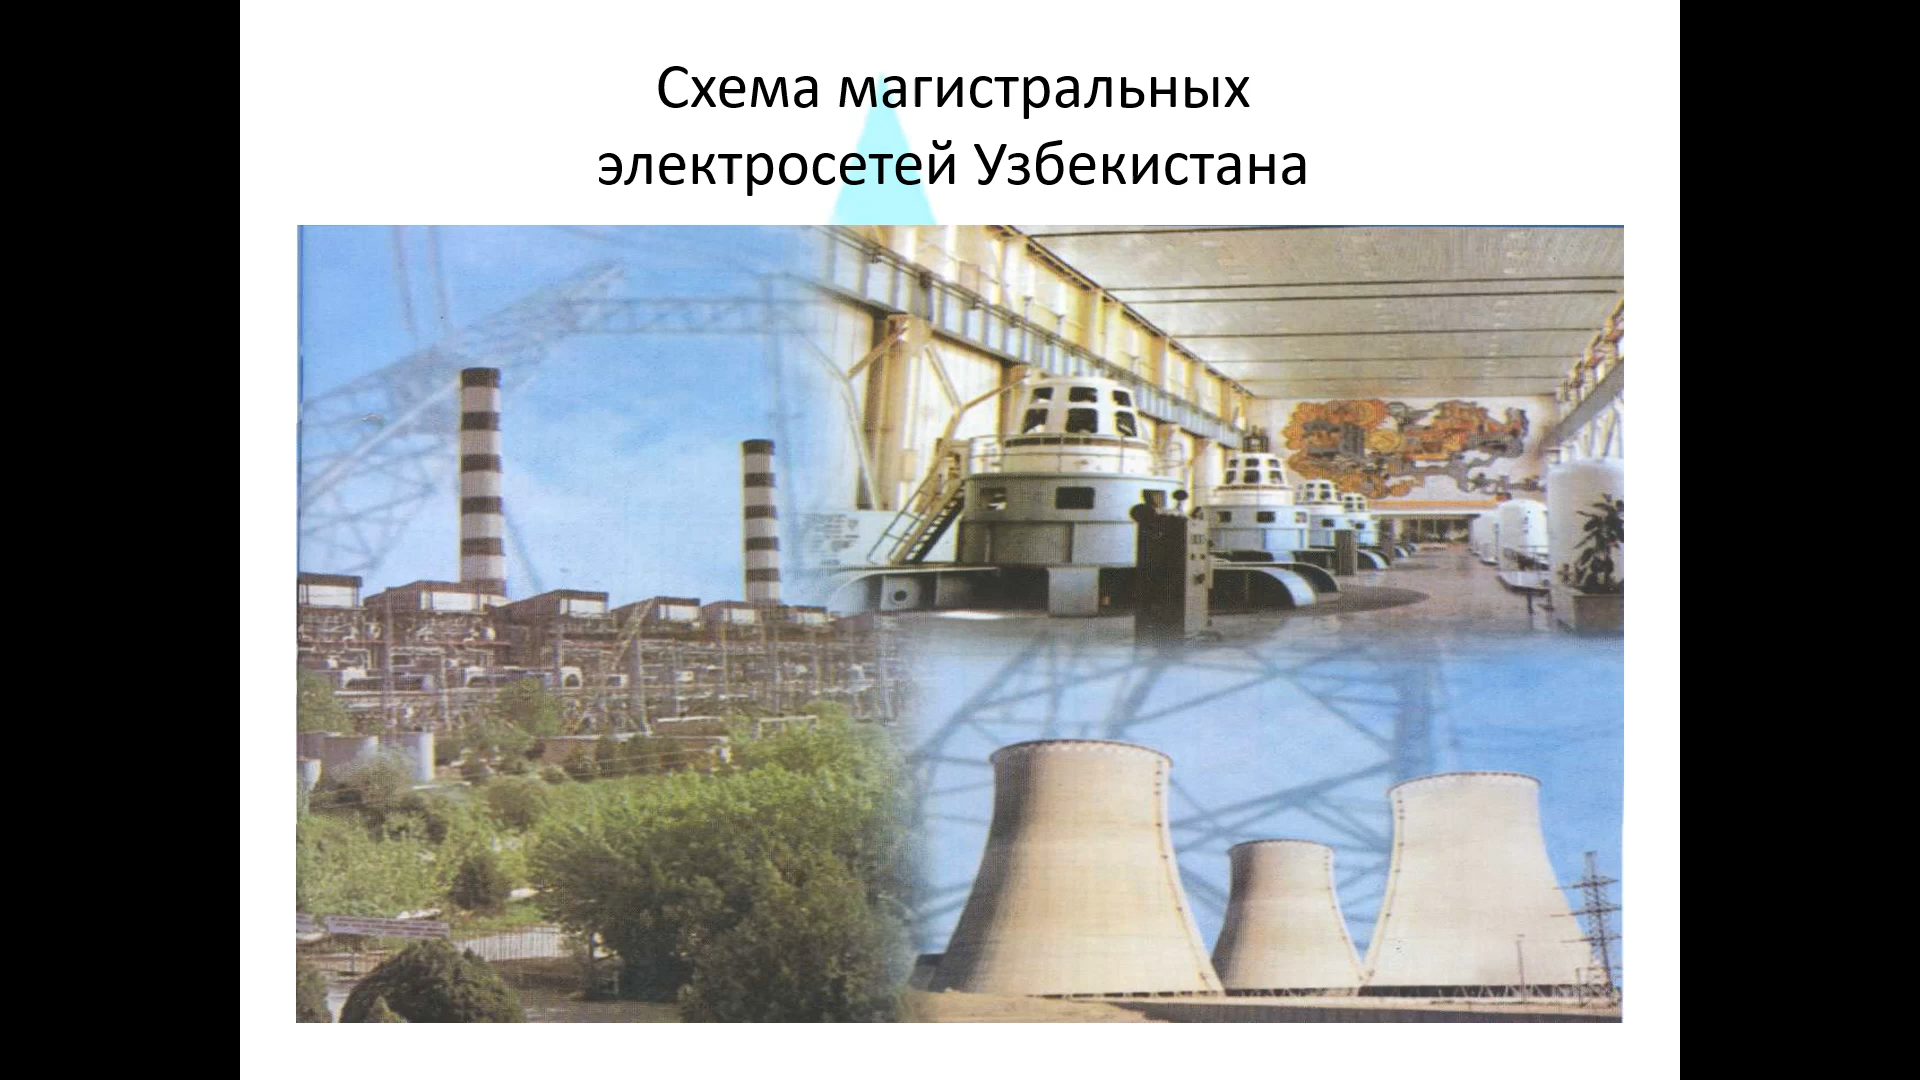 Схема магистральных
электросетей Узбекистана